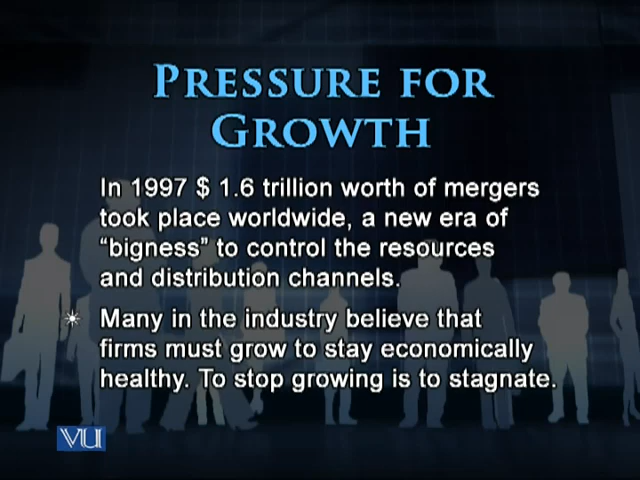 PRESSURE FOR
GROWTH
In 1997 $ 1.6 trillion worth of mergers
took place worldwide, a new era of
“bigness” to control the resources
and distribution channels.
Many in the industry believe that
firms must grow to stay economically
healthy. To stop growing is to stagnate.
VU